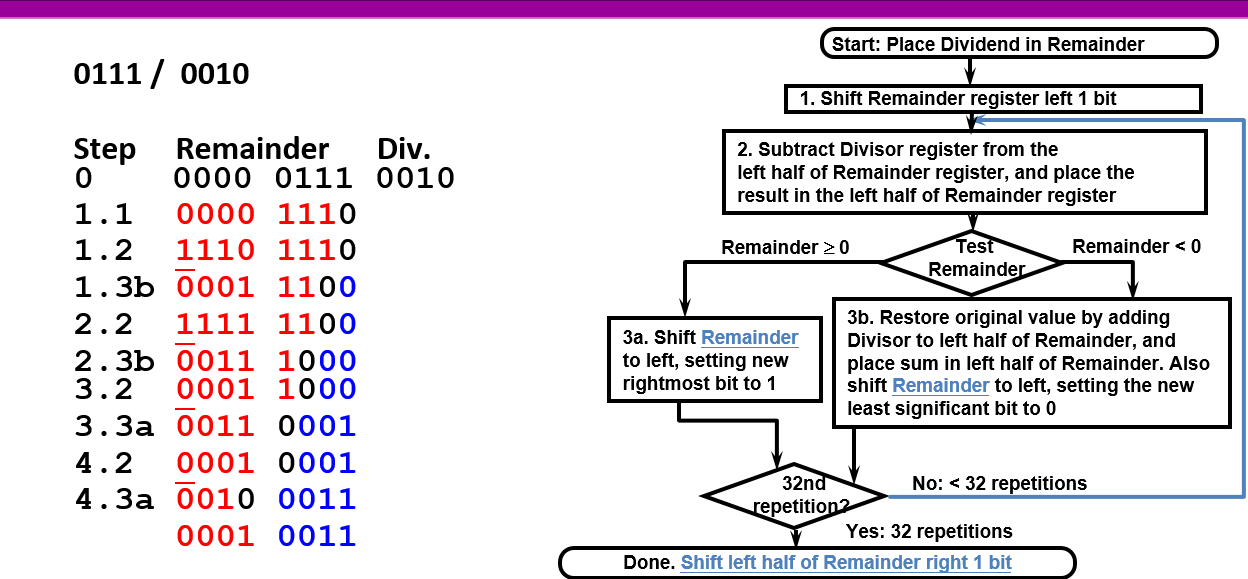 0111 / 0010
Step Remainder Div.
0 0000 0111 0010
1.1 0000 1110
1.2 1110 1110
1.3b 0001 1100
2.2 1111 1100
2.3b 0011 1000
3.2 0001 1000
3.3a 0011 0001
4.2 0001 0001
4.3a 0010 0011
0001 0011
Start: Place Dividend in Remainder
1. Shift Remainder register left 1 bit
2. Subtract Divisor register from the
left half of Remainder register, and place the
result in the left half of Remainder register
Remainder ≥ 0
Test
Remainder
Remainder < 0
3a. Shift Remainder
to left, setting new
rightmost bit to 1
3b. Restore original value by adding
Divisor to left half of Remainder, and
place sum in left half of Remainder. Also
shift Remainder to left, setting the new
least significant bit to 0
32nd
repetition?
No: < 32 repetitions
Yes: 32 repetitions
Done. Shift left half of Remainder right 1 bit